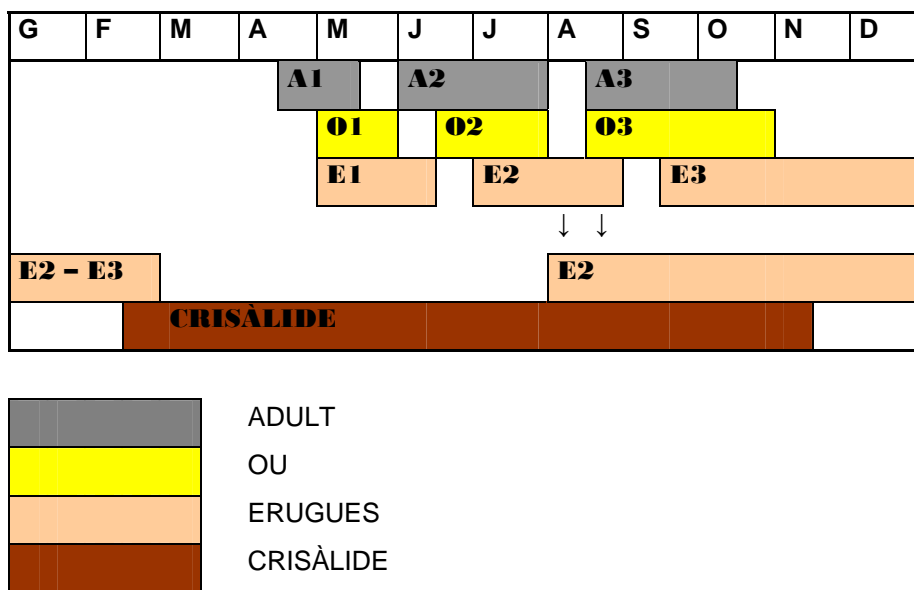 G F M A M J J A S O N D
A1 A2 A3
O1 O2 O3
E1 E2 E3
↓ ↓
E2 – E3 E2
CRISÀLIDE
ADULT
OU
ERUGUES
CRISÀLIDE